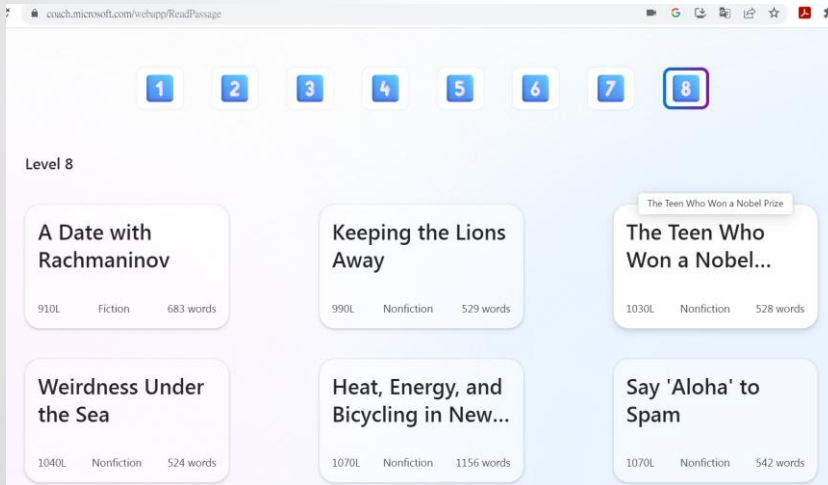 coach.microsoft.com/webapp/ReadPassage
1 2 3 4 5 6 7 8
Level 8
The Teen Who Won a Nobel Prize
A Date with
Rachmaninov
910L Fiction 683 words
Keeping the Lions
Away
990L Nonfiction 529 words
The Teen Who
Won a Nobel...
1030L Nonfiction 528 words
Weirdness Under
the Sea
1040L Nonfiction 524 words
Heat, Energy, and
Bicycling in New...
1070L Nonfiction 1156 words
Say 'Aloha' to
Spam
1070L Nonfiction 542 words